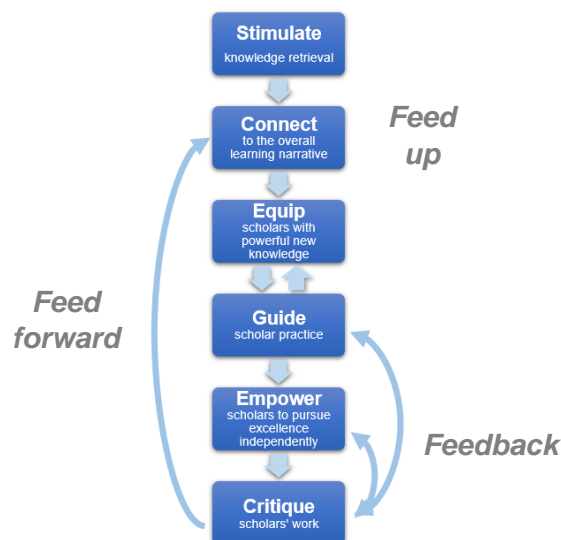 Stimulate
knowledge retrieval
Connect
to the overall
learning narrative
Feed
up
Equip
scholars with
powerful new
knowledge
Feed
forward
Guide
scholar practice
Empower
scholars to pursue
excellence
independently
Feedback
Critique
scholars' work